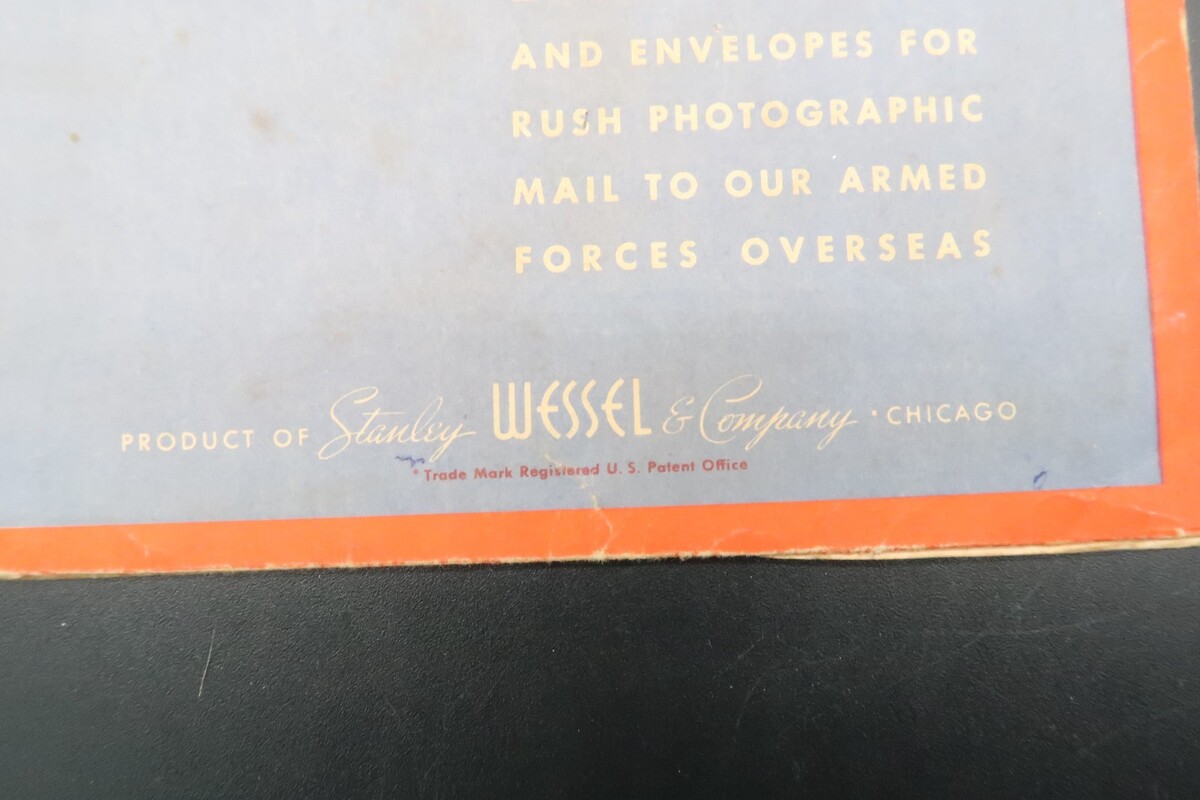 AND ENVELOPES FOR
RUSH PHOTOGRAPHIC
MAIL TO OUR ARMED
FORCES OVERSEAS
PRODUCT OF Stanley WESSEL & Company · CHICAGO
* Trade Mark Registered U. S. Patent Office